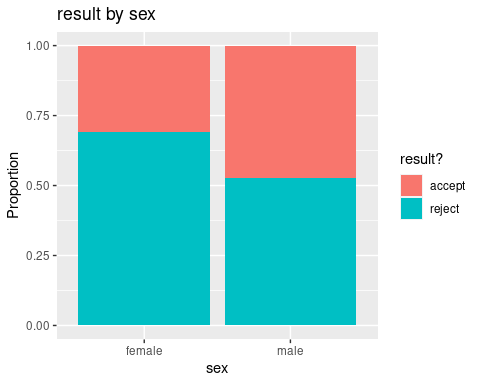 result by sex
1.00
0.75
0.50
0.25
0.00
Proportion
female male
sex
result?
accept
reject